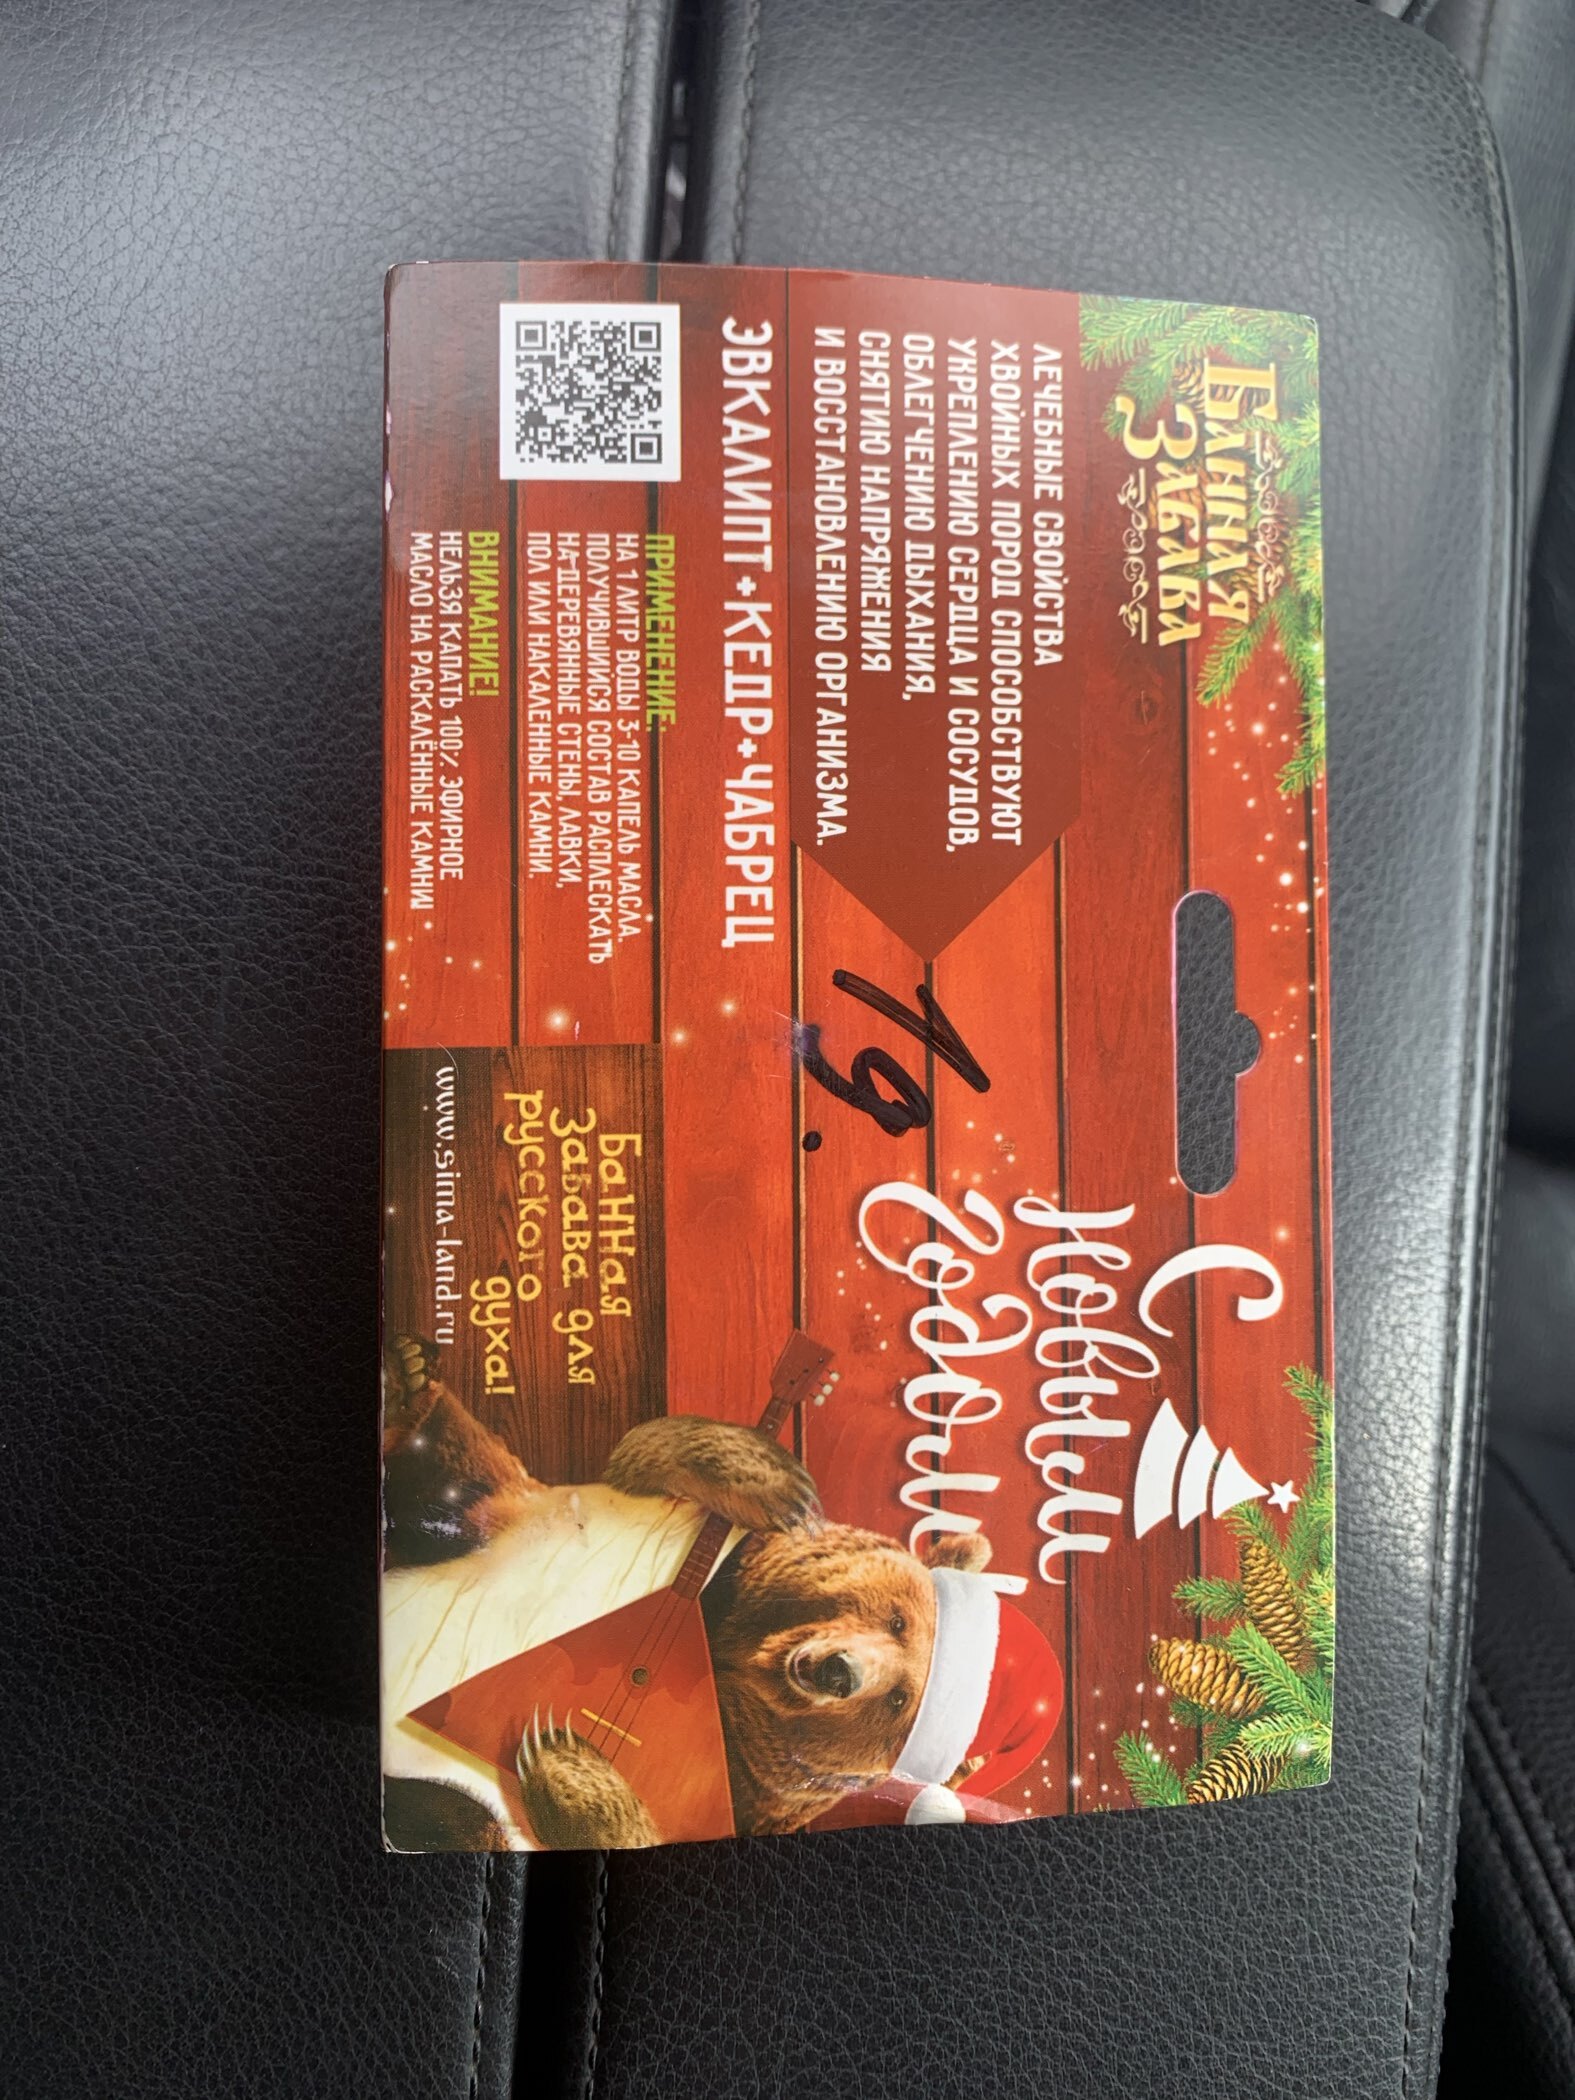 Банная
Забава
ЛЕЧЕБНЫЕ СВОЙСТВА
ХВОЙНЫХ ПОРОД СПОСОБСТВУЮТ
УКРЕПЛЕНИЮ СЕРДЦА И СОСУДОВ,
ОБЛЕГЧЕНИЮ ДЫХАНИЯ,
СНЯТИЮ НАПРЯЖЕНИЯ
И ВОССТАНОВЛЕНИЮ ОРГАНИЗМА.
ЭВКАЛИПТ+КЕДР+ЧАБРЕЦ
ПРИМЕНЕНИЕ:
НА 1 ЛИТР ВОДЫ 3-10 КАПЕЛЬ МАСЛА.
ПОЛУЧИВШИЙСЯ СОСТАВ РАСПЛЕСКАТЬ
НА ДЕРЕВЯННЫЕ СТЕНЫ, ЛАВКИ,
ПОЛ ИЛИ НАКАЛЕННЫЕ КАМНИ.
ВНИМАНИЕ!
НЕЛЬЗЯ КАПАТЬ 100% ЭФИРНОЕ
МАСЛО НА РАСКАЛЁННЫЕ КАМНИ!
19.
С
Новым
Годом!
Банная
Забава для
русского
духа!
www.sima-land.ru